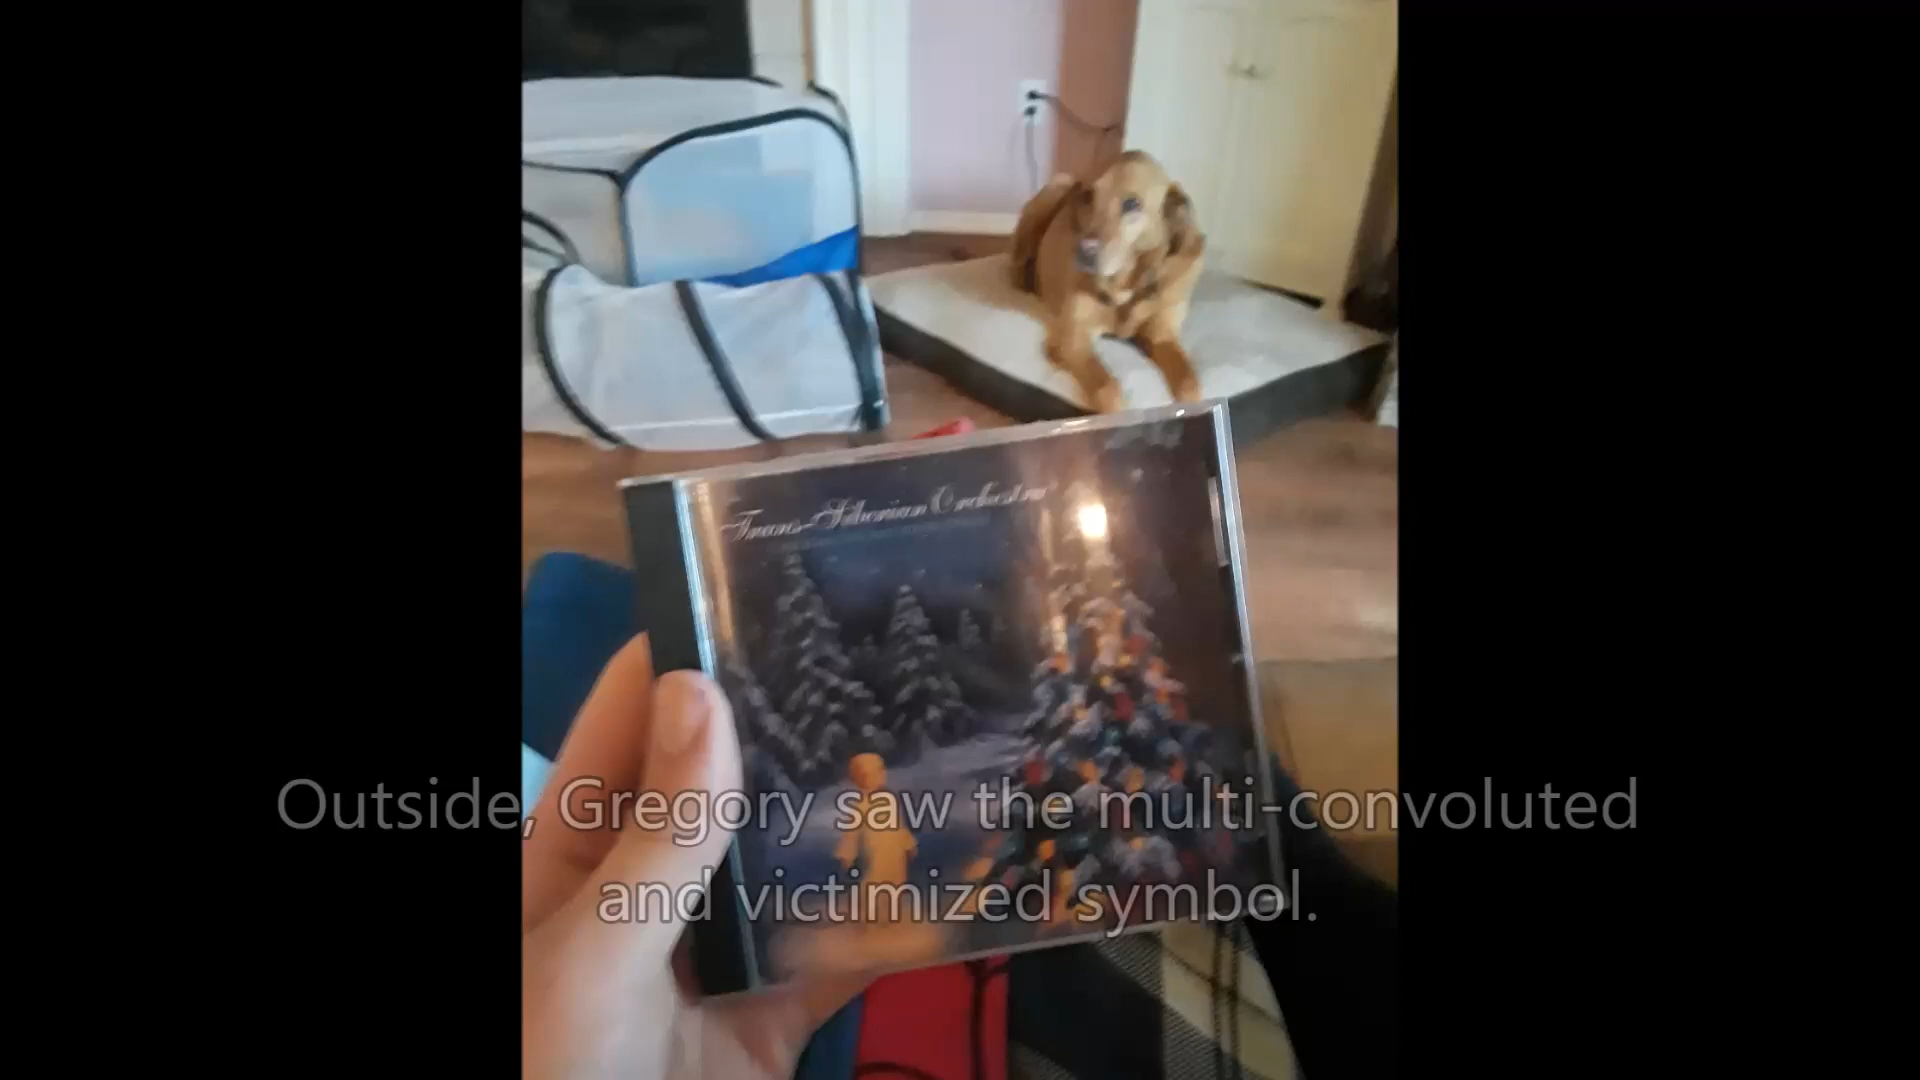 Trans-Siberian Orchestra
Outside, Gregory saw the multi-convoluted
and victimized symbol.